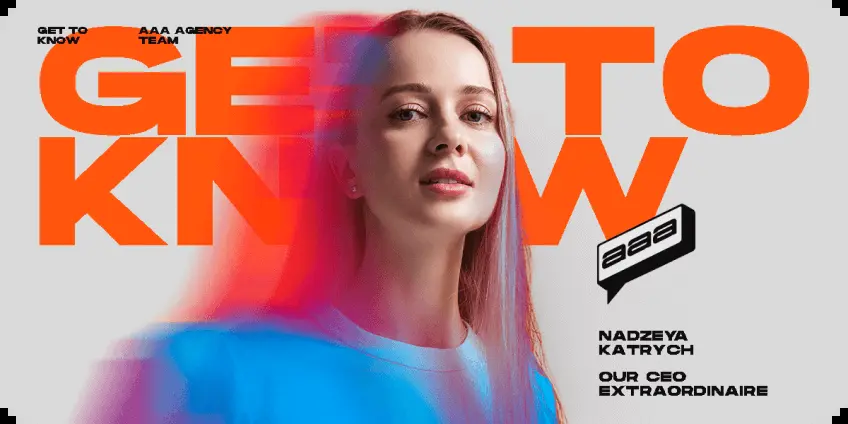 GET TO
KNOW
AAA AGENCY
TEAM
GET TO
KNOW
aaa
NADZEYA
KATRYCH
OUR CEO
EXTRAORDINAIRE